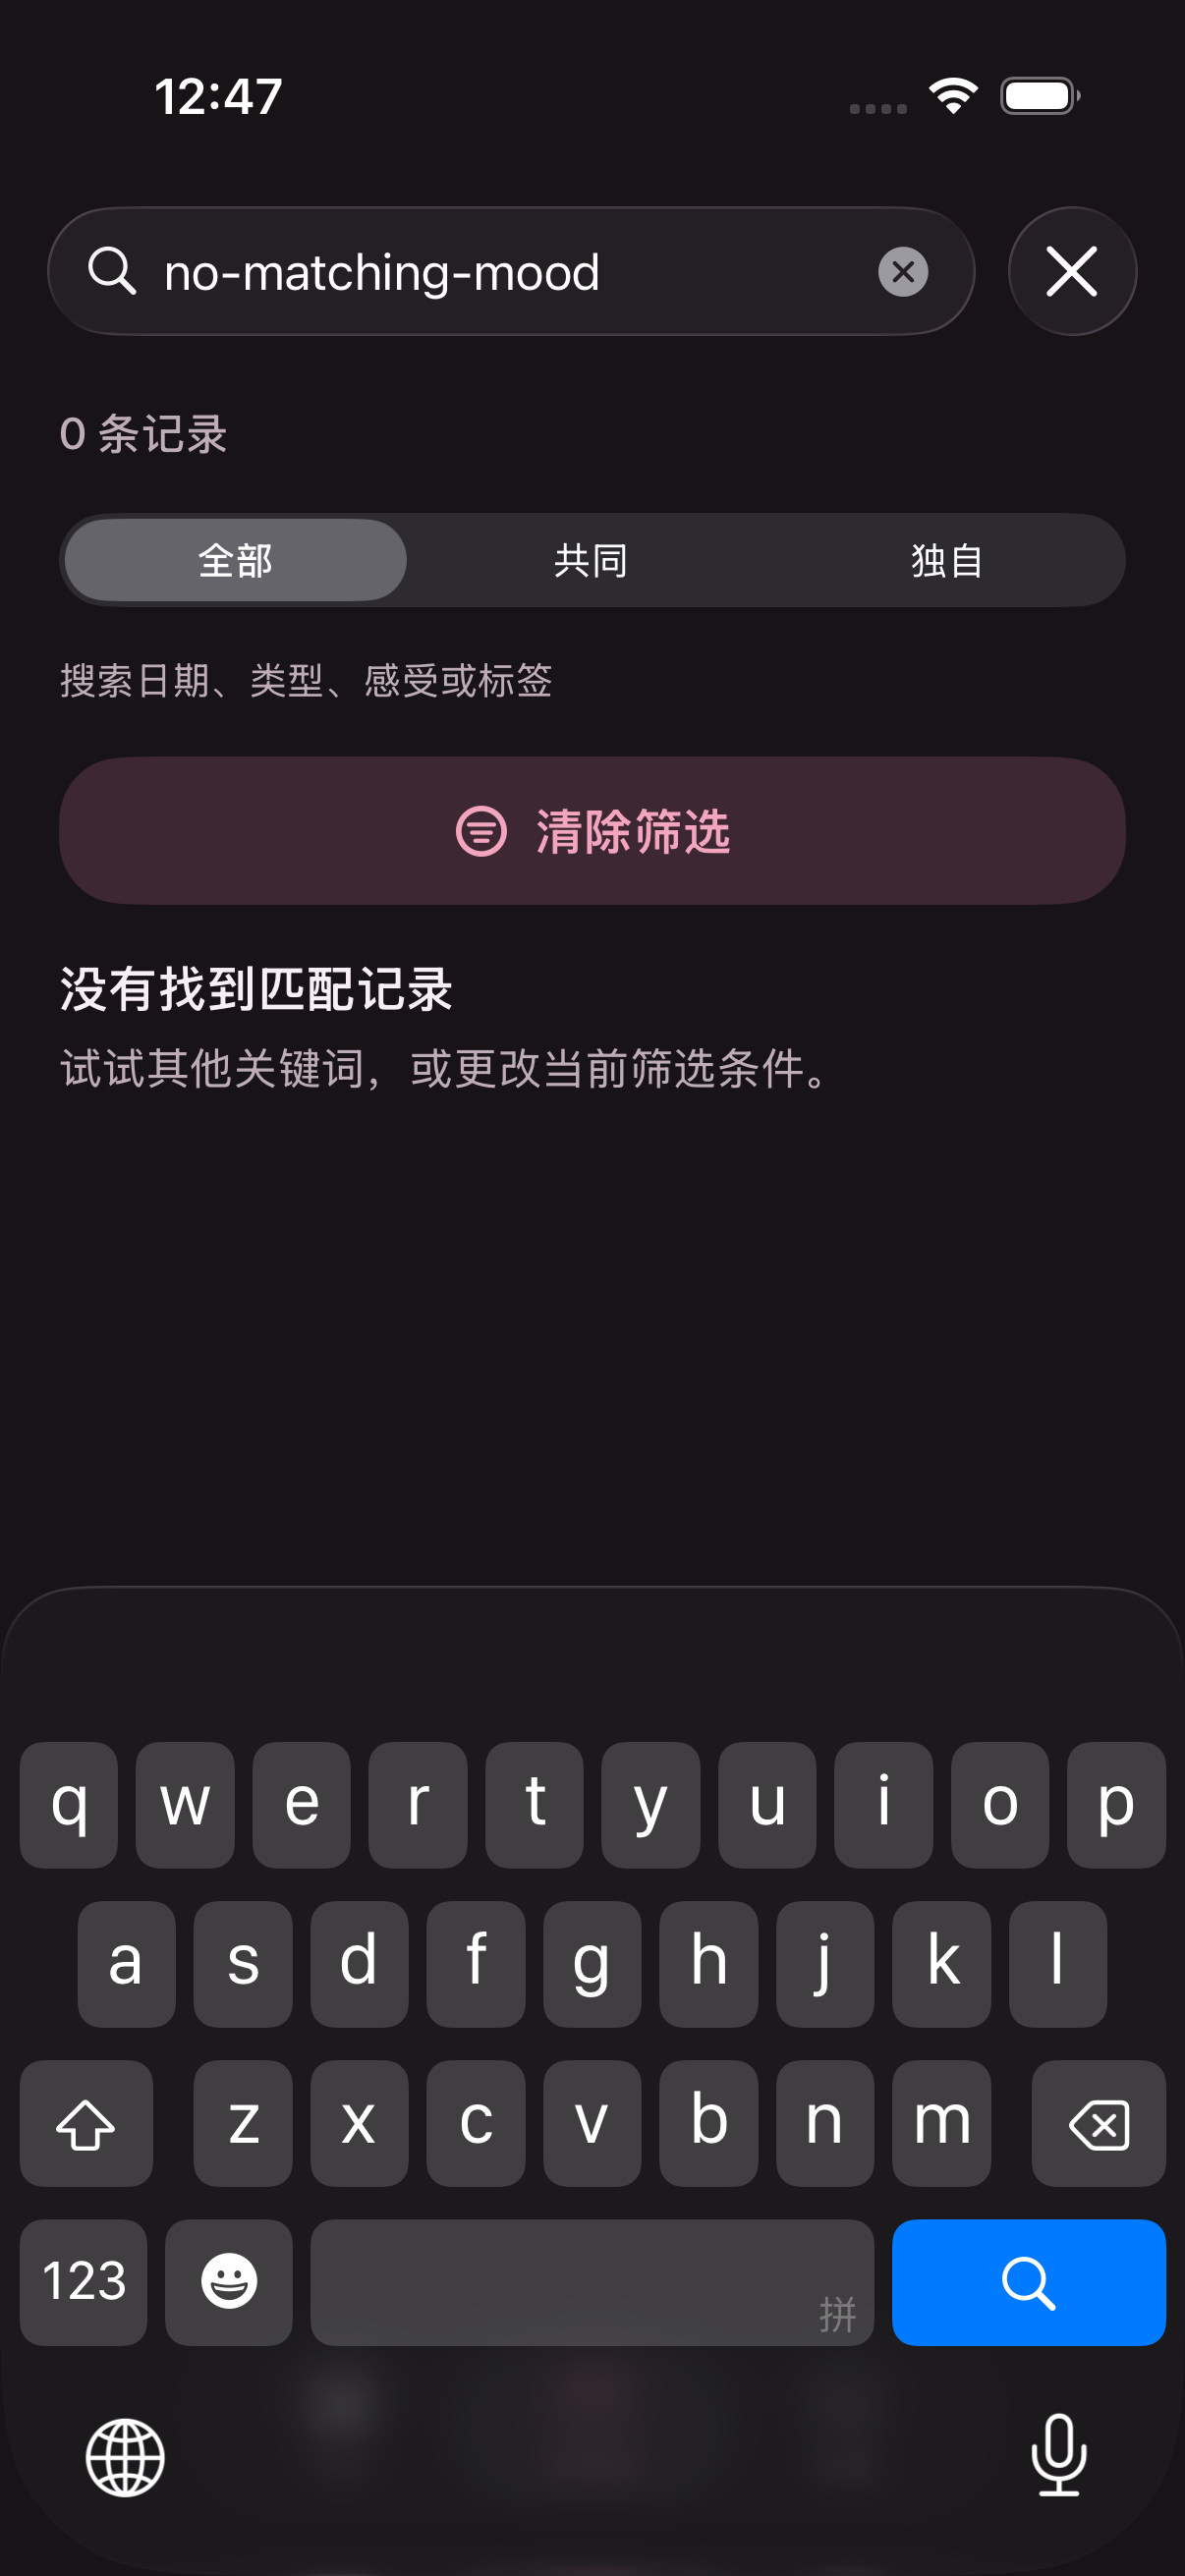 12:47
no-matching-mood
0 条记录
全部 共同 独自
搜索日期、类型、感受或标签
清除筛选
没有找到匹配记录
试试其他关键词，或更改当前筛选条件。
q w e r t y u i o p
a s d f g h j k l
z x c v b n m
123 拼